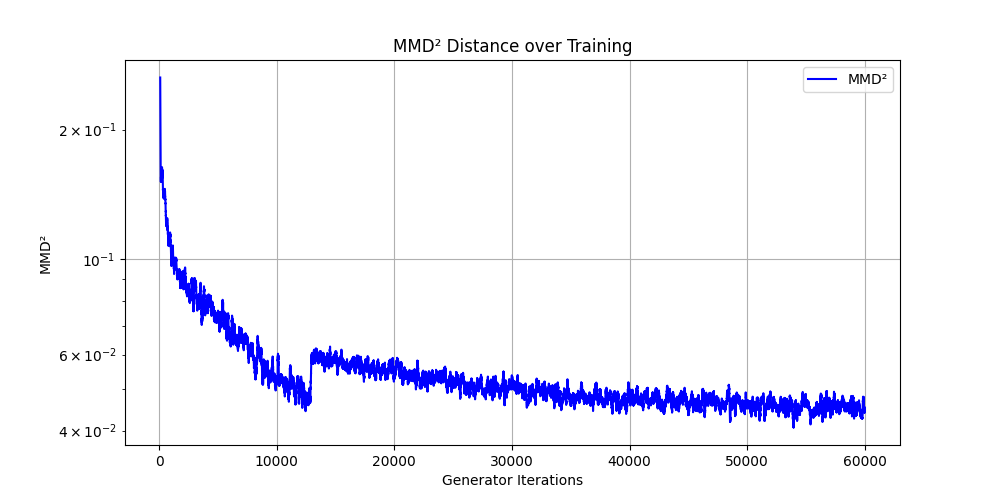 MMD² Distance over Training
MMD²
2 × 10⁻¹
10⁻¹
6 × 10⁻²
4 × 10⁻²
MMD²
0 10000 20000 30000 40000 50000 60000
Generator Iterations